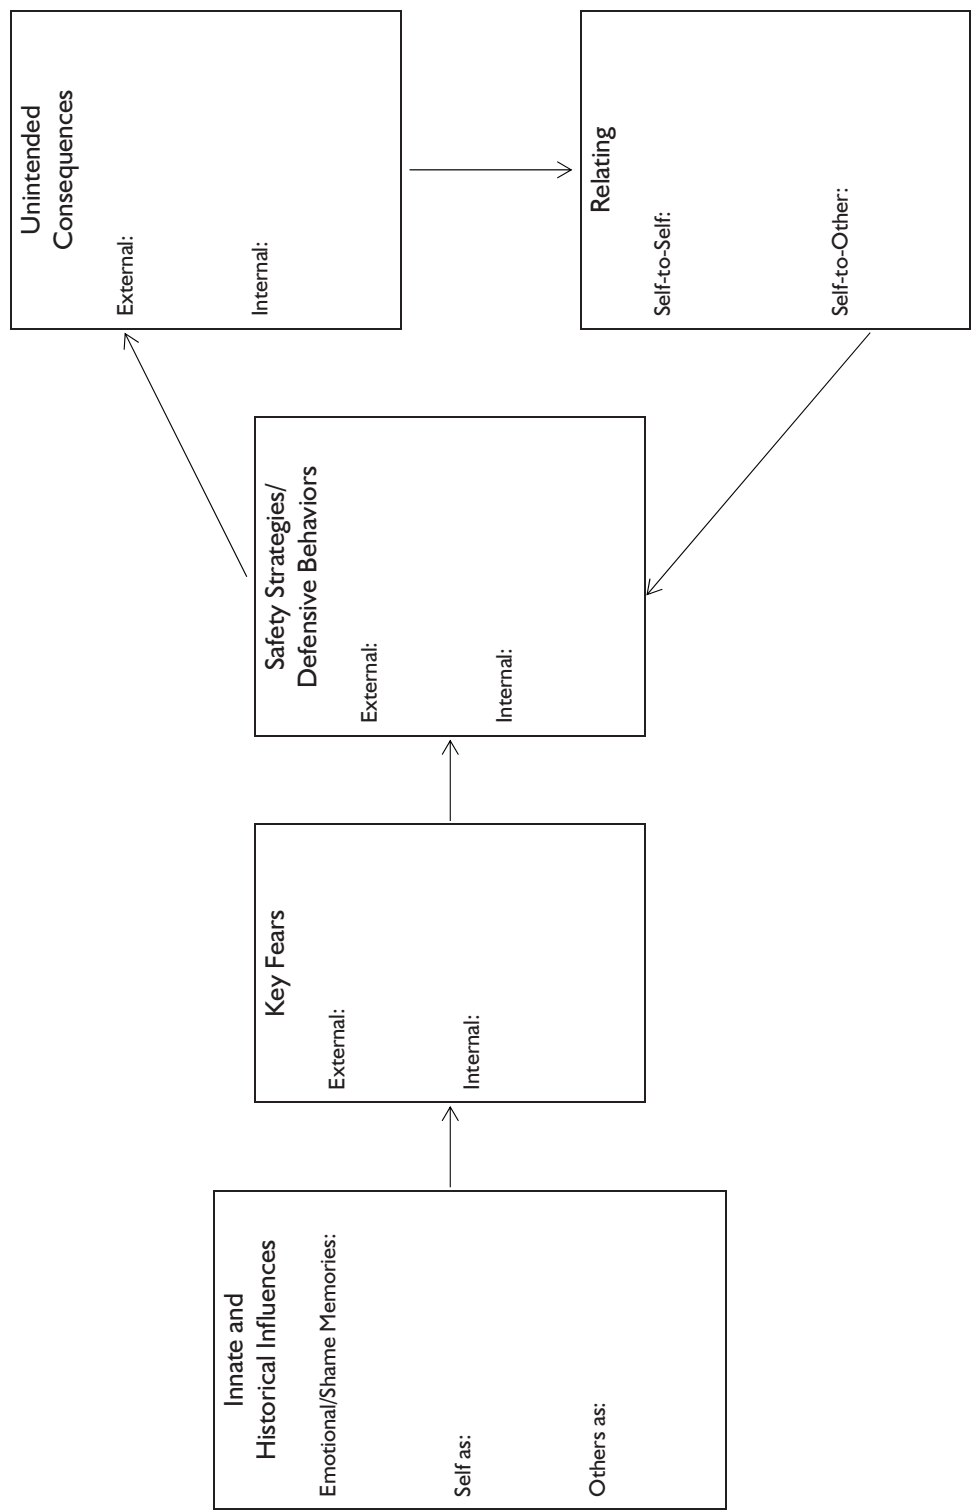 Innate and
Historical Influences
Emotional/Shame Memories:
Self as:
Others as:
Key Fears
External:
Internal:
Safety Strategies/
Defensive Behaviors
External:
Internal:
Unintended
Consequences
External:
Internal:
Relating
Self-to-Self:
Self-to-Other: